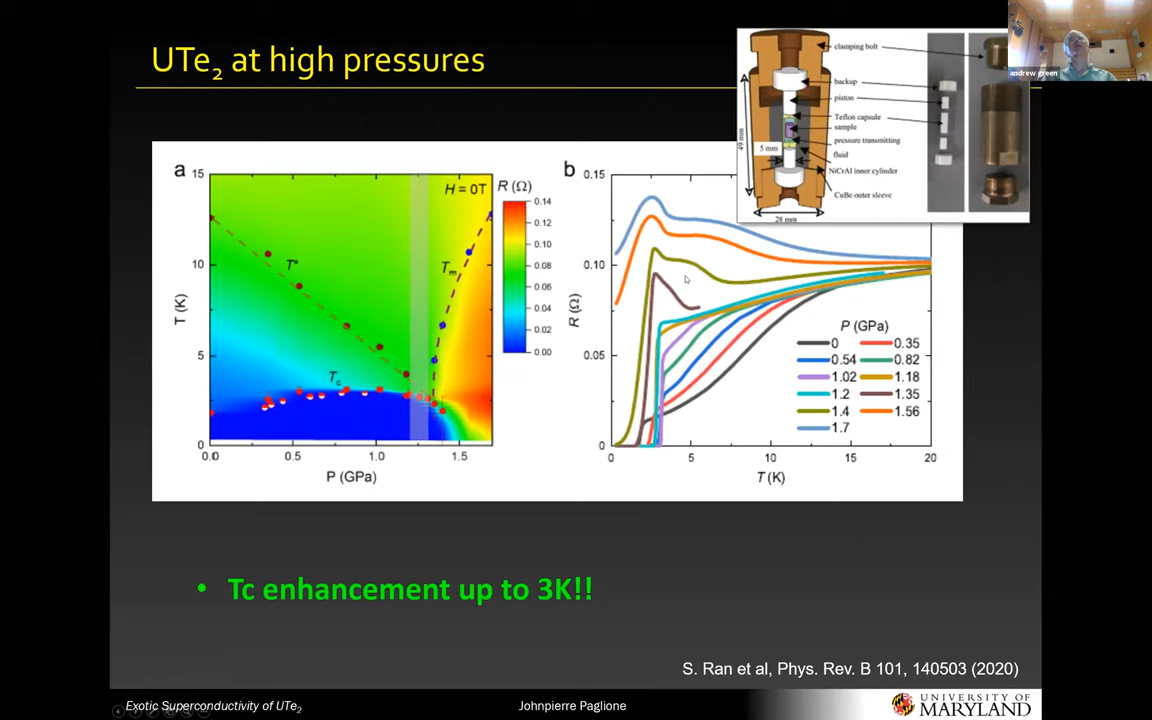 UTe₂ at high pressures
andrew green
clamping bolt
backup
piston
Teflon capsule
sample
pressure transmitting
fluid
NiCrAl inner cylinder
CuBe outer sleeve
49 mm
5 mm
28 mm
a
H = 0T
R (Ω)
15
10
5
0
T (K)
T*
Tm
Tc
0.0
0.5
1.0
1.5
P (GPa)
0.14
0.12
0.10
0.08
0.06
0.04
0.02
0.00
b
0.15
0.10
0.05
0
R (Ω)
0
5
10
15
20
T (K)
P (GPa)
0 0.35
0.54 0.82
1.02 1.18
1.2 1.35
1.4 1.56
1.7
• Tc enhancement up to 3K!!
S. Ran et al, Phys. Rev. B 101, 140503 (2020)
Exotic Superconductivity of UTe₂
Johnpierre Paglione
UNIVERSITY OF
MARYLAND